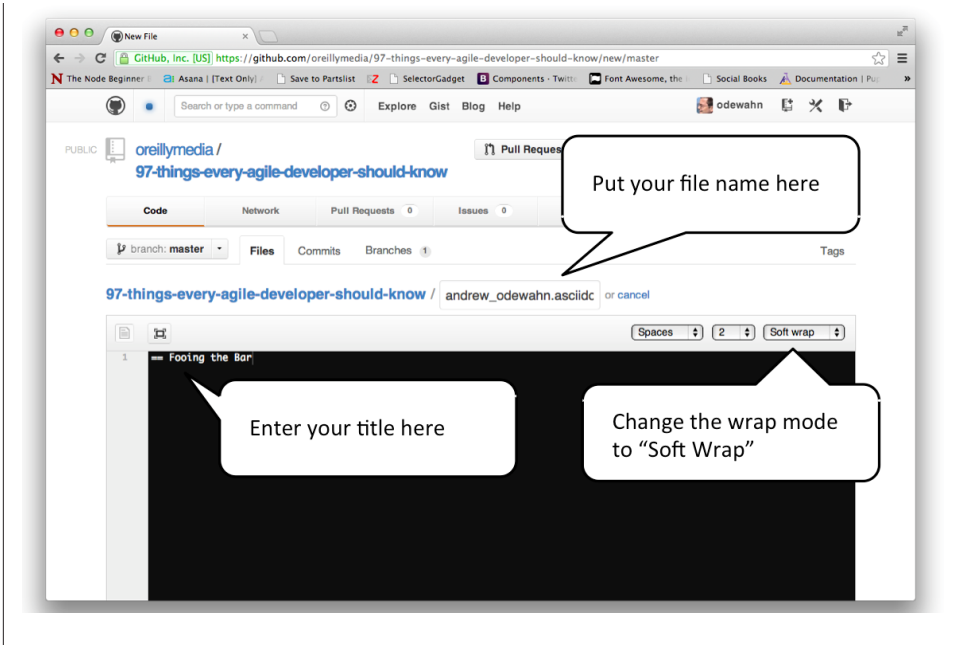 New File
GitHub, Inc. [US] https://github.com/oreillymedia/97-things-every-agile-developer-should-know/new/master
The Node Beginner Asana | [Text Only] Save to Partslist SelectorGadget Components · Twitte Font Awesome, the Social Books Documentation | Pu »
Search or type a command Explore Gist Blog Help odewahn
PUBLIC oreillymedia / Pull Reques
97-things-every-agile-developer-should-know
Put your file name here
Code Network Pull Requests 0 Issues 0
branch: master Files Commits Branches 1 Tags
97-things-every-agile-developer-should-know / andrew_odewahn.asciidc or cancel
Spaces 2 Soft wrap
1 == Fooing the Bar
Enter your title here
Change the wrap mode
to “Soft Wrap”